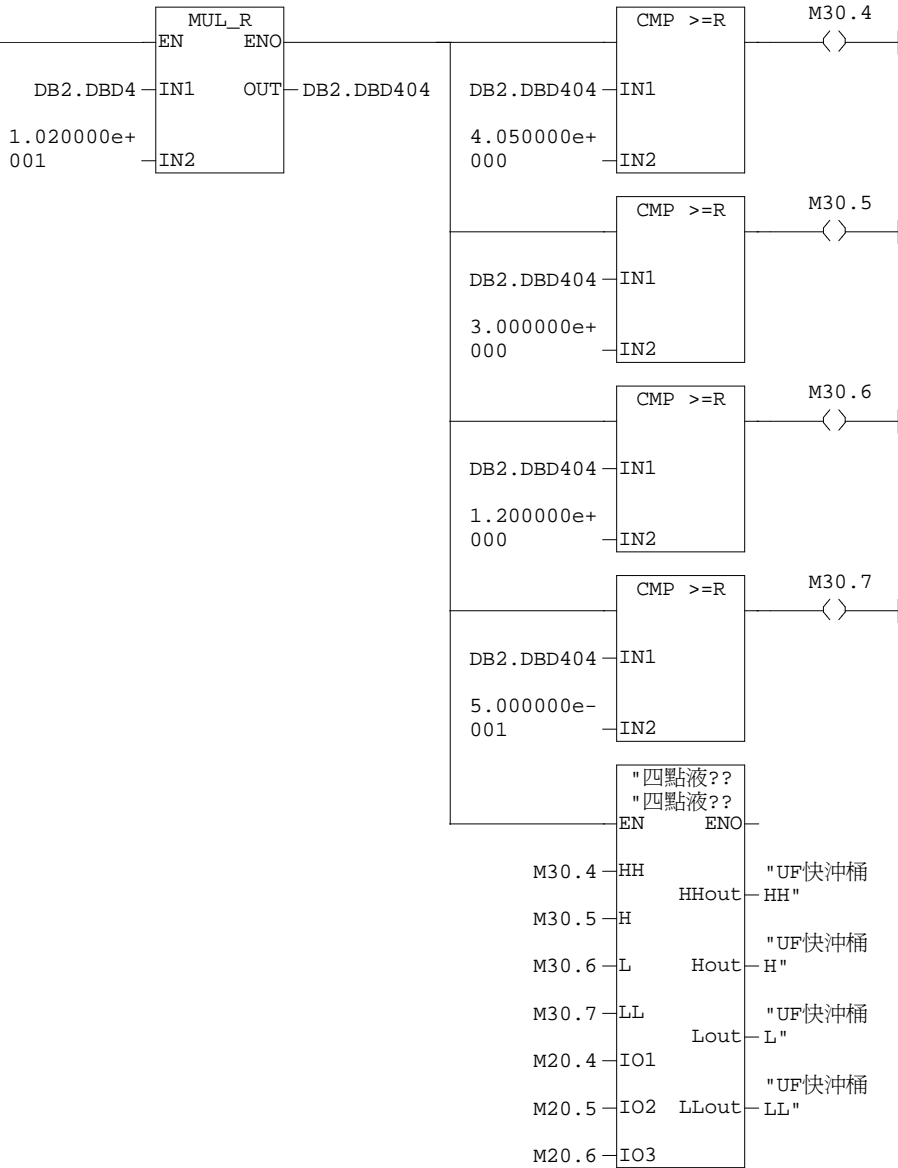 MUL_R
EN ENO
DB2.DBD4 IN1 OUT DB2.DBD404
1.020000e+
001 IN2
CMP >=R
M30.4
DB2.DBD404 IN1
4.050000e+
000 IN2
CMP >=R
M30.5
DB2.DBD404 IN1
3.000000e+
000 IN2
CMP >=R
M30.6
DB2.DBD404 IN1
1.200000e+
000 IN2
CMP >=R
M30.7
DB2.DBD404 IN1
5.000000e-
001 IN2
"四點液??
"四點液??
EN ENO
M30.4 HH
HHout "UF快沖桶
HH"
M30.5 H
M30.6 L
Hout "UF快沖桶
H"
M30.7 LL
Lout "UF快沖桶
L"
M20.4 IO1
M20.5 IO2
LLout "UF快沖桶
LL"
M20.6 IO3